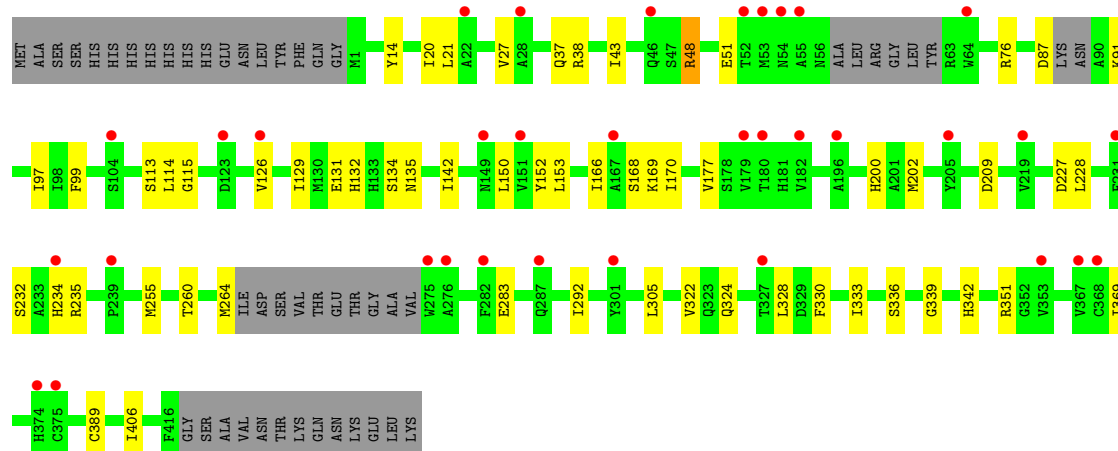 MET ALA SER SER HIS HIS HIS HIS HIS HIS GLU ASN LEU TYR PHE GLN GLY M1 Y14 I20 L21 A22 V27 A28 Q37 R38 I43 Q46 S47 R48 E51 T52 M53 N54 A55 N56 ALA LEU ARG GLY LEU TYR R63 W64 R76 D87 LYS ASN A90 K91
I97 I98 F99 S104 S113 L114 G115 D123 V126 I129 M130 E131 H132 H133 S134 N135 I142 N149 L150 V151 Y152 L153 I166 A167 S168 K169 I170 V177 S178 V179 T180 H181 V182 A196 H200 A201 M202 Y205 D209 V219 D227 L228
S232 A233 H234 R235 P239 M255 T260 M264 ILE ASP SER VAL THR GLU THR GLY ALA VAL W275 A276 F282 E283 Q287 I292 Y301 L305 V322 Q323 Q324 T327 L328 D329 F330 I333 S336 G339 H342 R351 G352 V353 V367 C368
H374 C375 C389 I406 F416 GLY SER ALA VAL ASN THR LYS GLN ASN LYS GLU LEU LYS